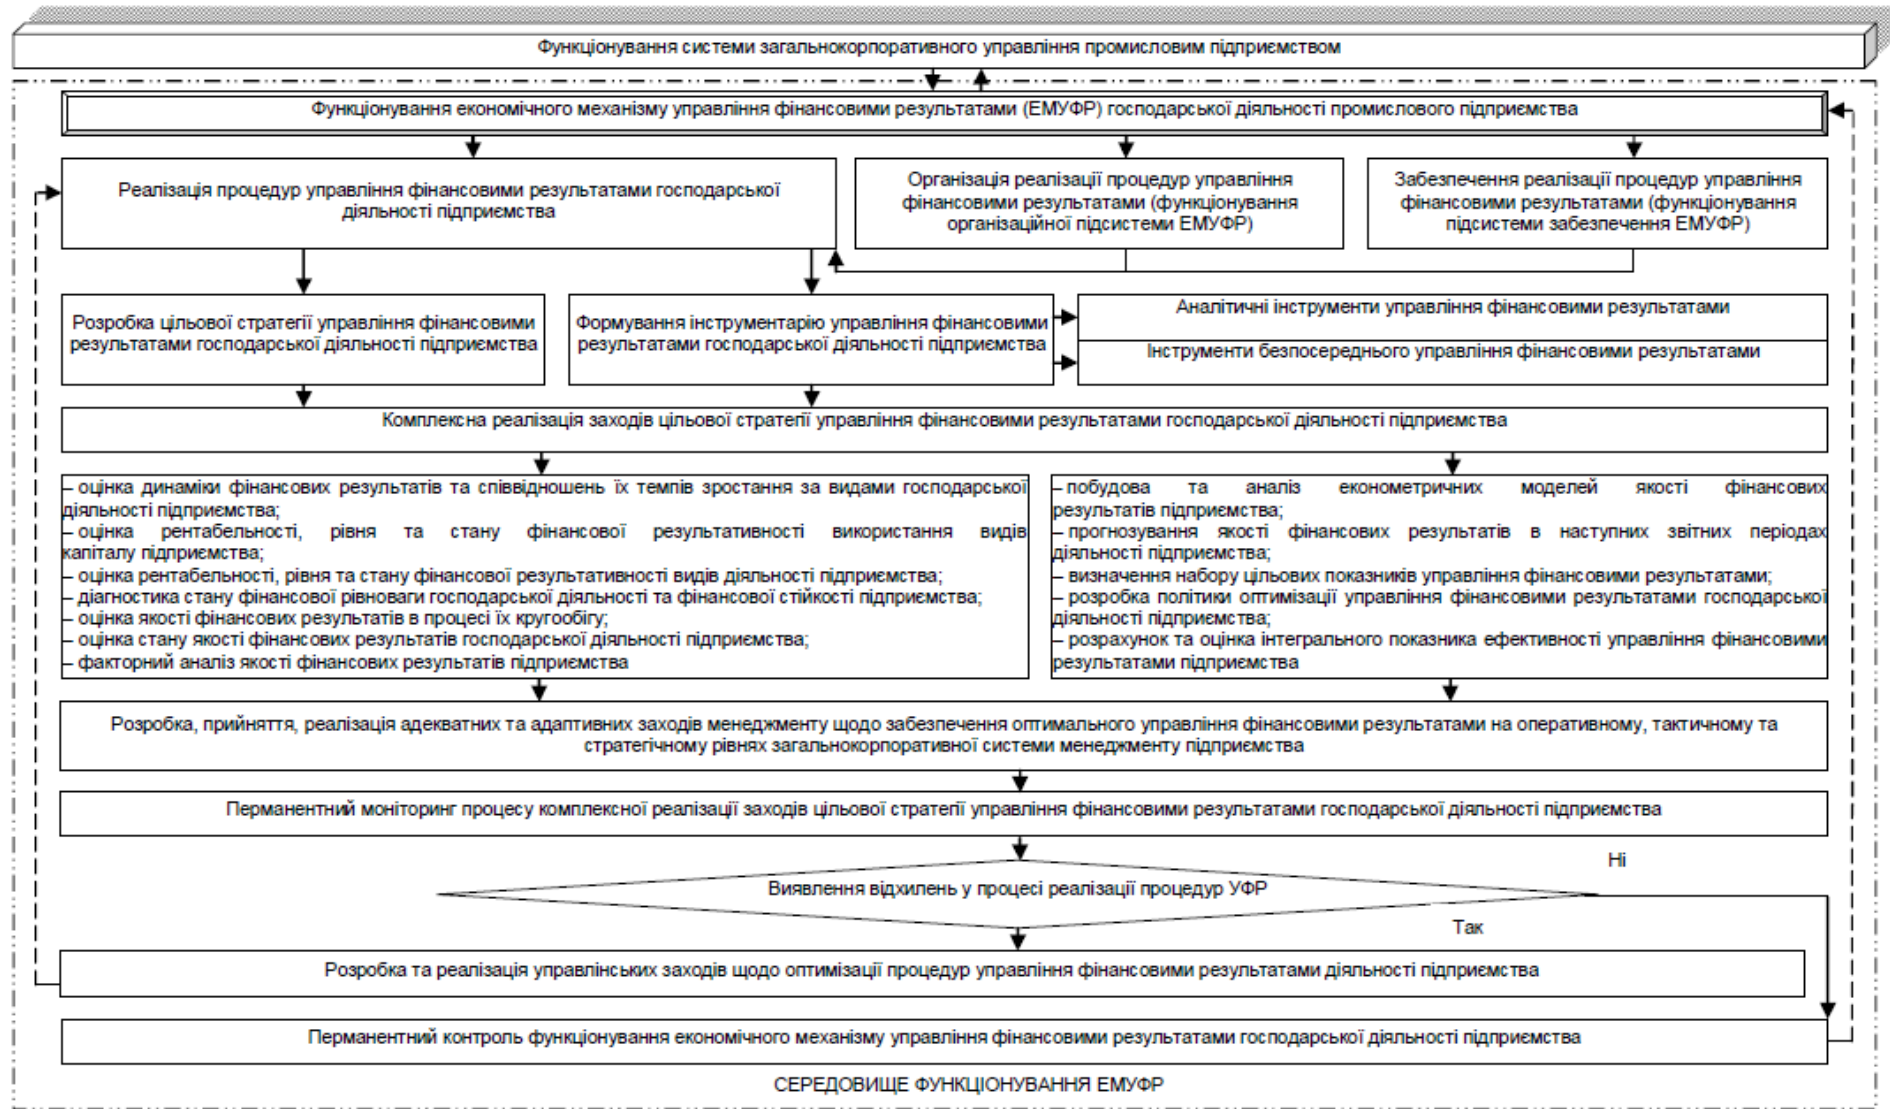 Функціонування системи загальнокорпоративного управління промисловим підприємством
Функціонування економічного механізму управління фінансовими результатами (ЕМУФР) господарської діяльності промислового підприємства
Реалізація процедур управління фінансовими результатами господарської
діяльності підприємства
Організація реалізації процедур управління
фінансовими результатами (функціонування
організаційної підсистеми ЕМУФР)
Забезпечення реалізації процедур управління
фінансовими результатами (функціонування
підсистеми забезпечення ЕМУФР)
Розробка цільової стратегії управління фінансовими
результатами господарської діяльності підприємства
Формування інструментарію управління фінансовими
результатами господарської діяльності підприємства
Аналітичні інструменти управління фінансовими результатами
Інструменти безпосереднього управління фінансовими результатами
Комплексна реалізація заходів цільової стратегії управління фінансовими результатами господарської діяльності підприємства
– оцінка динаміки фінансових результатів та співвідношень їх темпів зростання за видами господарської
діяльності підприємства;
– оцінка рентабельності, рівня та стану фінансової результативності використання видів
капіталу підприємства;
– оцінка рентабельності, рівня та стану фінансової результативності видів діяльності підприємства;
– діагностика стану фінансової рівноваги господарської діяльності та фінансової стійкості підприємства;
– оцінка якості фінансових результатів в процесі їх кругообігу;
– оцінка стану якості фінансових результатів господарської діяльності підприємства;
– факторний аналіз якості фінансових результатів підприємства
– побудова та аналіз економетричних моделей якості фінансових
результатів підприємства;
– прогнозування якості фінансових результатів в наступних звітних періодах
діяльності підприємства;
– визначення набору цільових показників управління фінансовими результатами;
– розробка політики оптимізації управління фінансовими результатами господарської
діяльності підприємства;
– розрахунок та оцінка інтегрального показника ефективності управління фінансовими
результатами підприємства
Розробка, прийняття, реалізація адекватних та адаптивних заходів менеджменту щодо забезпечення оптимального управління фінансовими результатами на оперативному, тактичному та
стратегічному рівнях загальнокорпоративної системи менеджменту підприємства
Перманентний моніторинг процесу комплексної реалізації заходів цільової стратегії управління фінансовими результатами господарської діяльності підприємства
Ні
Виявлення відхилень у процесі реалізації процедур УФР
Так
Розробка та реалізація управлінських заходів щодо оптимізації процедур управління фінансовими результатами діяльності підприємства
Перманентний контроль функціонування економічного механізму управління фінансовими результатами господарської діяльності підприємства
СЕРЕДОВИЩЕ ФУНКЦІОНУВАННЯ ЕМУФР